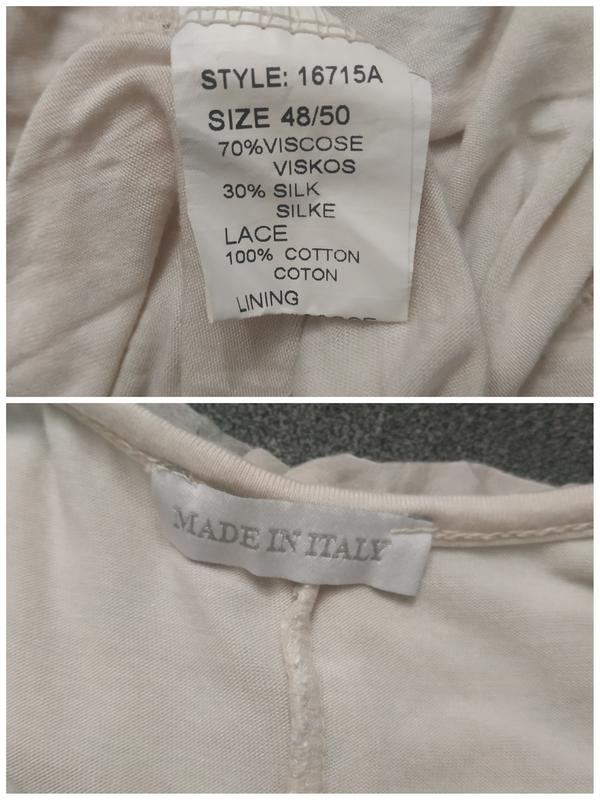 STYLE: 16715A
SIZE 48/50
70%VISCOSE
VISKOS
30% SILK
SILKE
LACE
100% COTTON
COTON
LINING
MADE IN ITALY